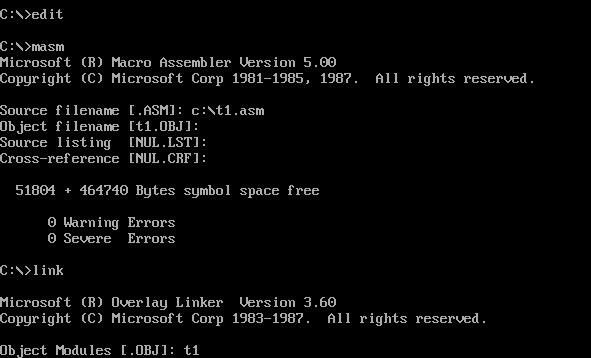 C:\>edit
C:\>masm
Microsoft (R) Macro Assembler Version 5.00
Copyright (C) Microsoft Corp 1981-1985, 1987.  All rights reserved.
Source filename [.ASM]: c:\t1.asm
Object filename [t1.OBJ]:
Source listing  [NUL.LST]:
Cross-reference [NUL.CRF]:
51804 + 464740 Bytes symbol space free
0 Warning Errors
0 Severe  Errors
C:\>link
Microsoft (R) Overlay Linker  Version 3.60
Copyright (C) Microsoft Corp 1983-1987.  All rights reserved.
Object Modules [.OBJ]: t1